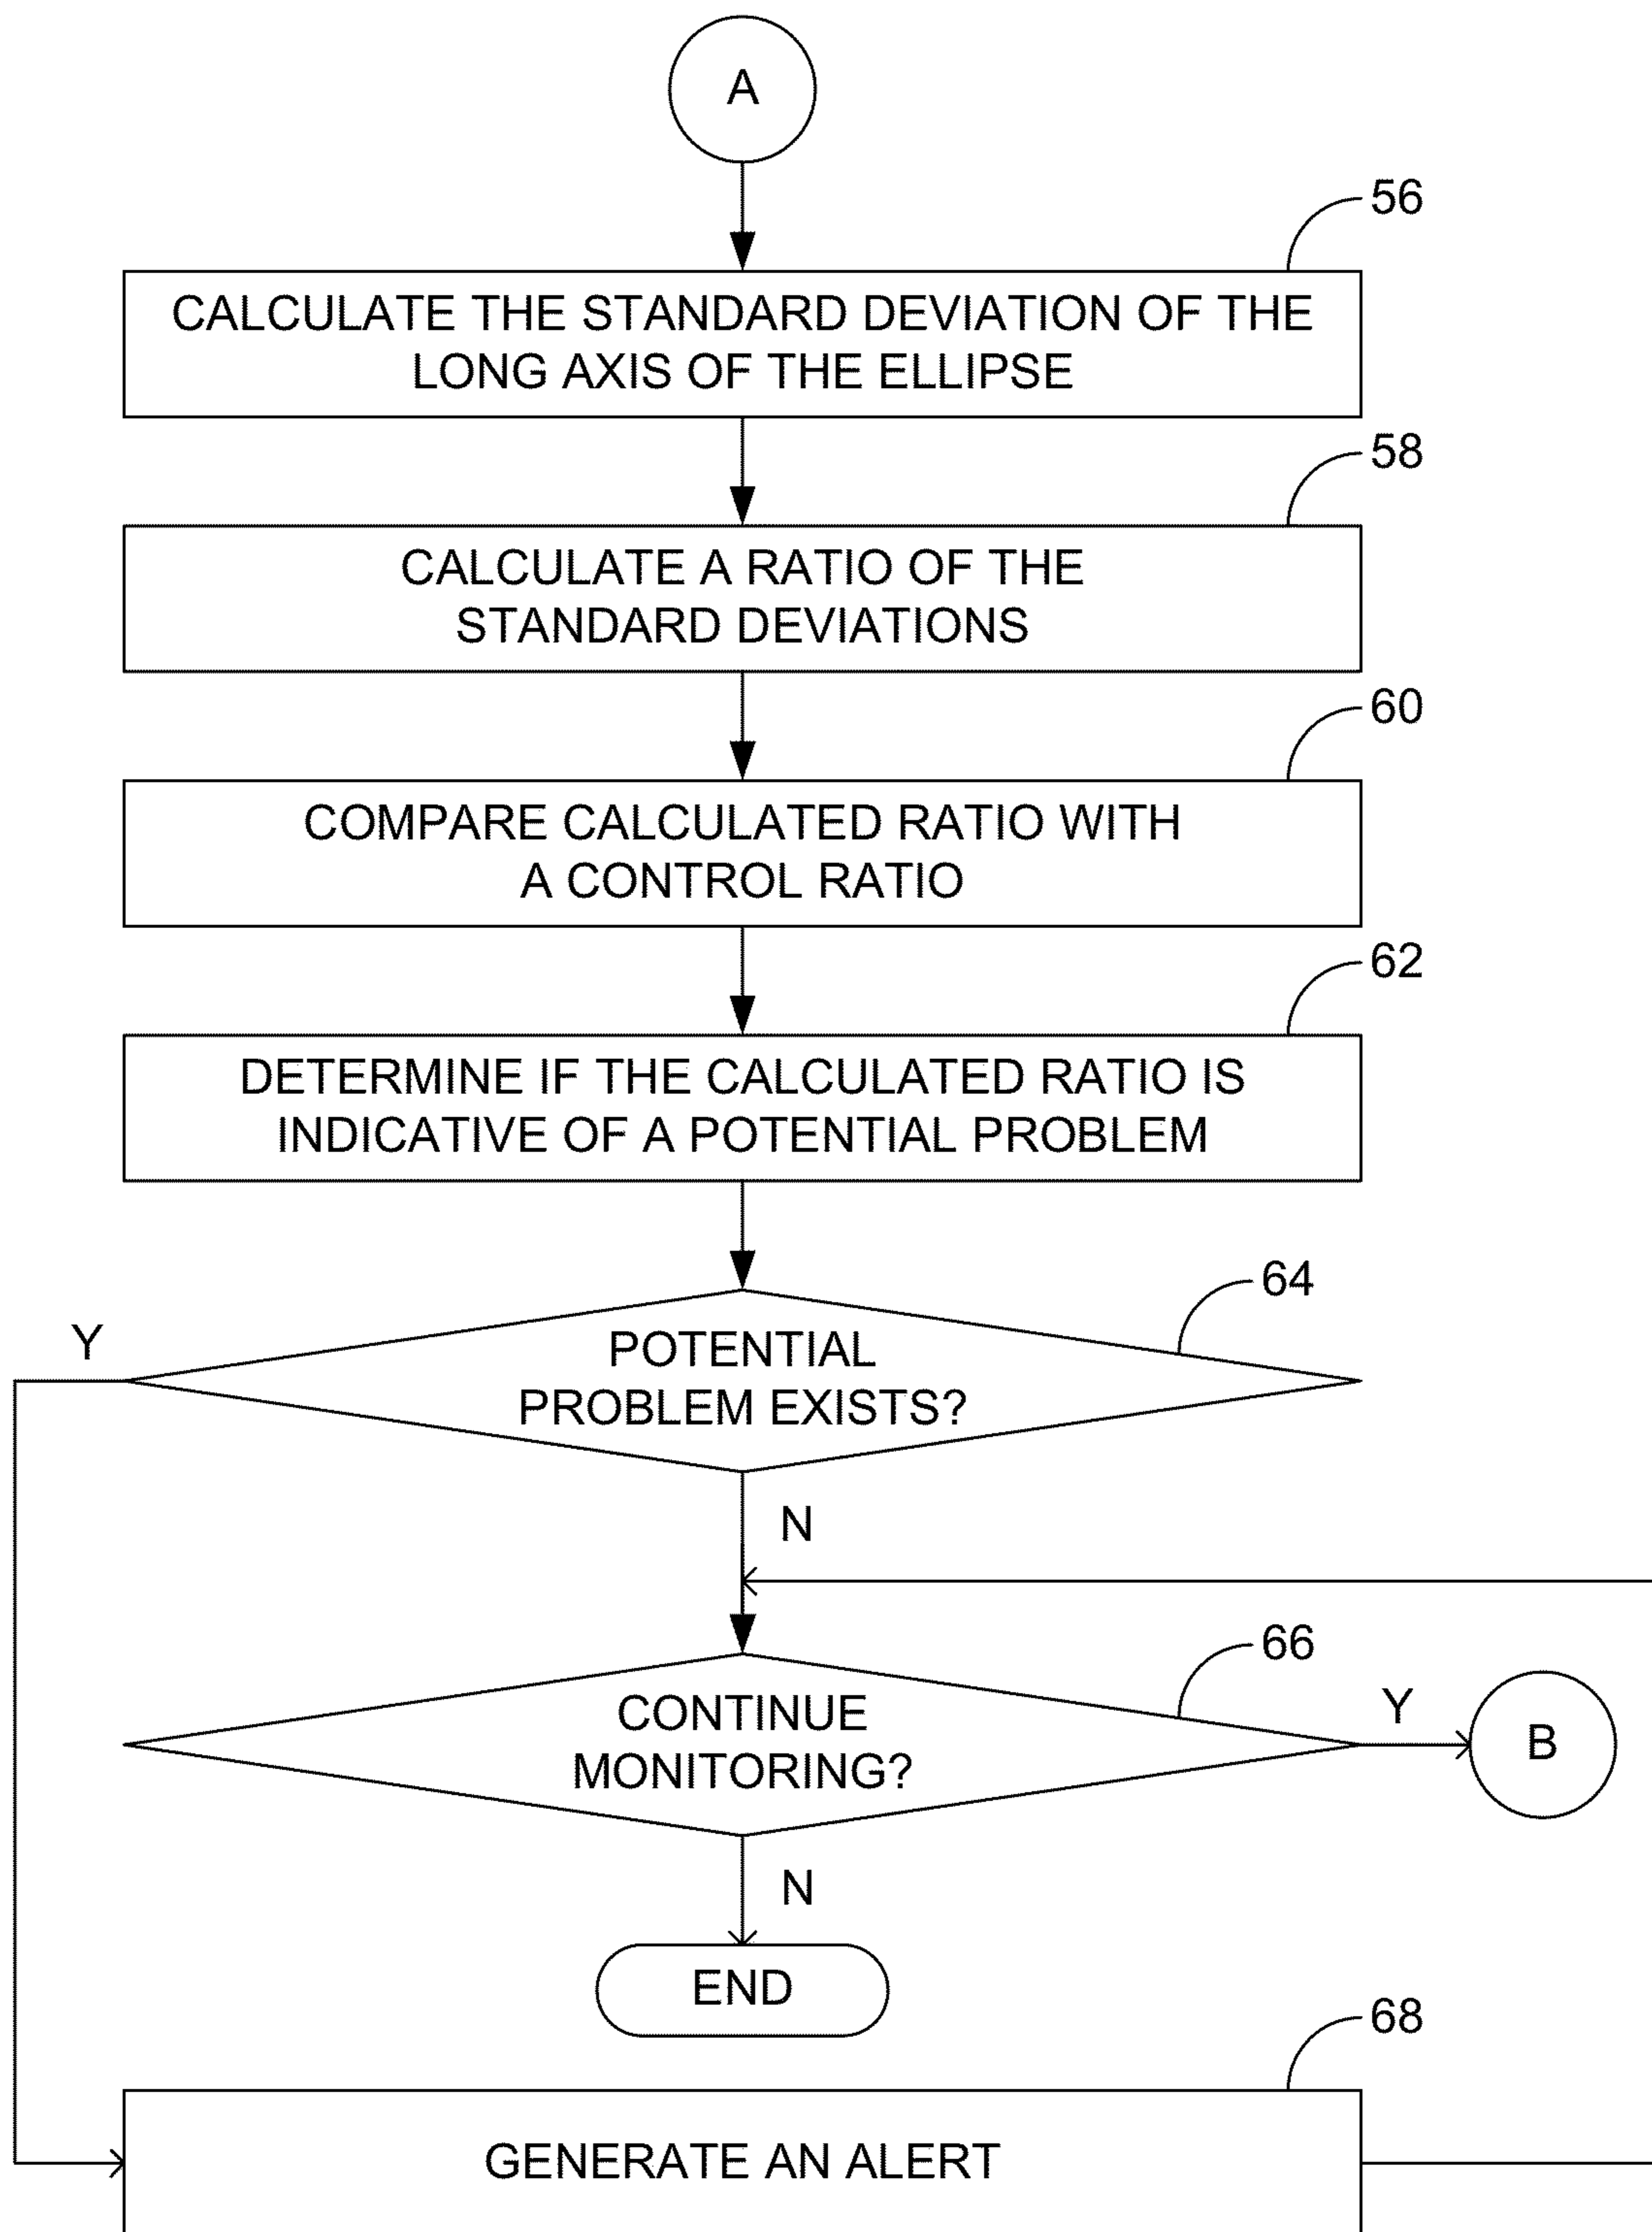 A
56
CALCULATE THE STANDARD DEVIATION OF THE
LONG AXIS OF THE ELLIPSE
58
CALCULATE A RATIO OF THE
STANDARD DEVIATIONS
60
COMPARE CALCULATED RATIO WITH
A CONTROL RATIO
62
DETERMINE IF THE CALCULATED RATIO IS
INDICATIVE OF A POTENTIAL PROBLEM
64
Y
POTENTIAL
PROBLEM EXISTS?
N
66
CONTINUE
MONITORING?
Y
B
N
END
68
GENERATE AN ALERT